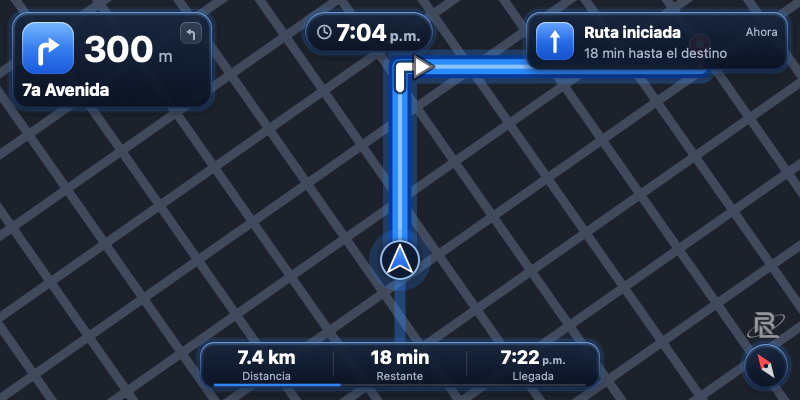 300 m
7a Avenida
7:04 p.m.
Ruta iniciada
Ahora
18 min hasta el destino
7.4 km
Distancia
18 min
Restante
7:22 p.m.
Llegada